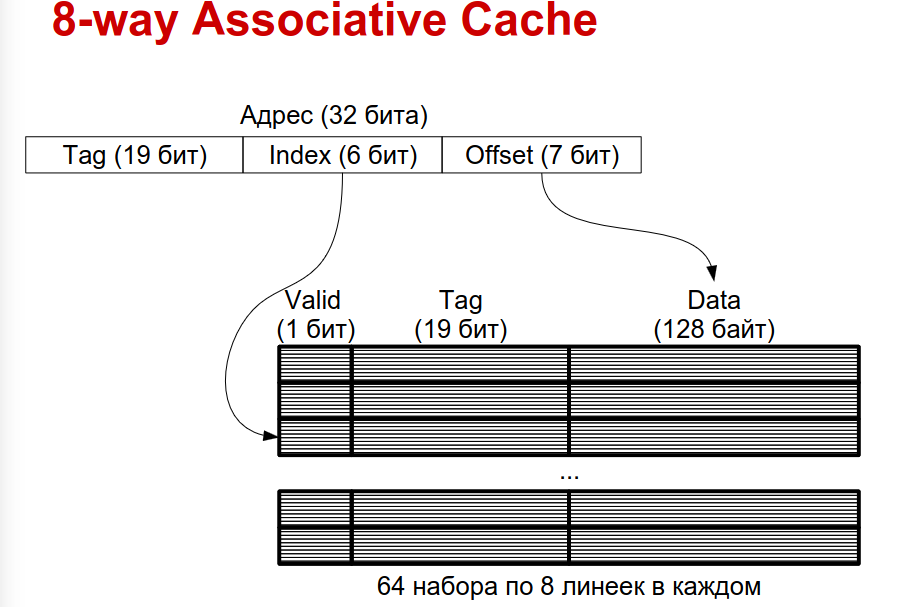 8-way Associative Cache
Адрес (32 бита)
Tag (19 бит) Index (6 бит) Offset (7 бит)
Valid Tag Data
(1 бит) (19 бит) (128 байт)
...
64 набора по 8 линеек в каждом